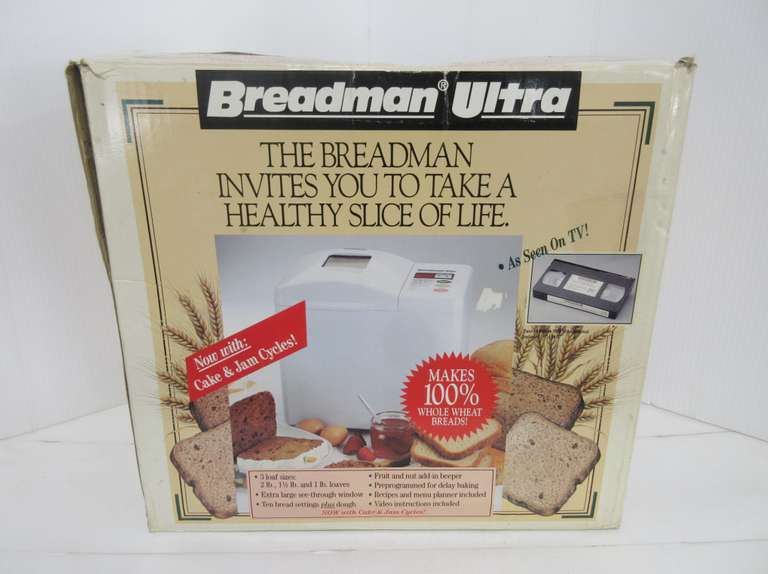 Breadman® Ultra
THE BREADMAN
INVITES YOU TO TAKE A
HEALTHY SLICE OF LIFE.
• As Seen On TV!
Now with:
Cake & Jam Cycles!
MAKES
100%
WHOLE WHEAT
BREADS!
• 3 loaf sizes:
2 lb., 1½ lb. and 1 lb. loaves
• Extra large see-through window
• Ten bread settings plus dough
• Fruit and nut add-in beeper
• Preprogrammed for delay baking
• Recipes and menu planner included
• Video instructions included
NOW with Cake & Jam Cycles!